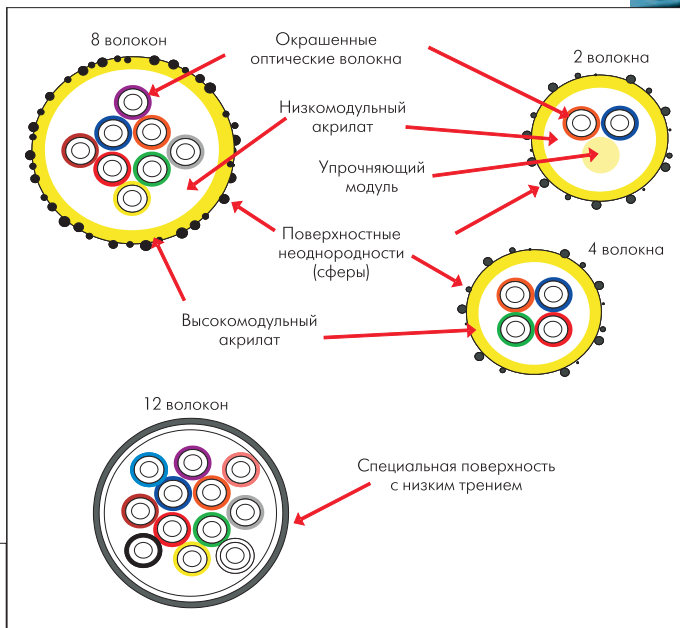 8 волокон
Окрашенные
оптические волокна
2 волокна
Низкомодульный
акрилат
Упрочняющий
модуль
Поверхностные
неоднородности
(сферы)
4 волокна
Высокомодульный
акрилат
12 волокон
Специальная поверхность
с низким трением